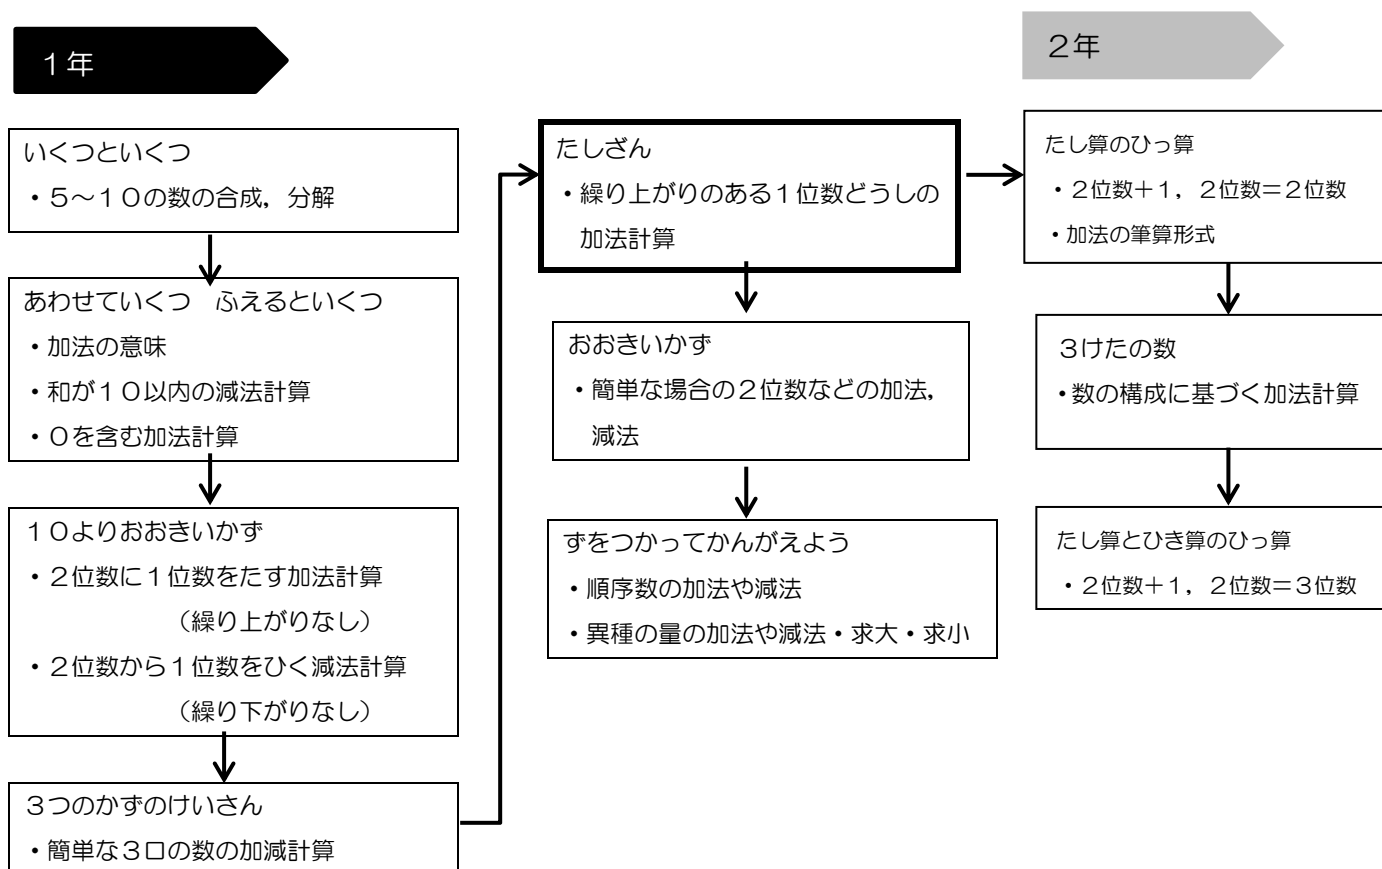 1年
いくつといくつ
・5～10の数の合成，分解
あわせていくつ　ふえるといくつ
・加法の意味
・和が10以内の減法計算
・0を含む加法計算
10よりおおきいかず
・2位数に1位数をたす加法計算
（繰り上がりなし）
・2位数から1位数をひく減法計算
（繰り下がりなし）
3つのかずのけいさん
・簡単な3口の数の加減計算
たしざん
・繰り上がりのある1位数どうしの
加法計算
おおきいかず
・簡単な場合の2位数などの加法，
減法
ずをつかってかんがえよう
・順序数の加法や減法
・異種の量の加法や減法・求大・求小
2年
たし算のひっ算
・2位数＋1，2位数＝2位数
・加法の筆算形式
3けたの数
・数の構成に基づく加法計算
たし算とひき算のひっ算
・2位数＋1，2位数＝3位数